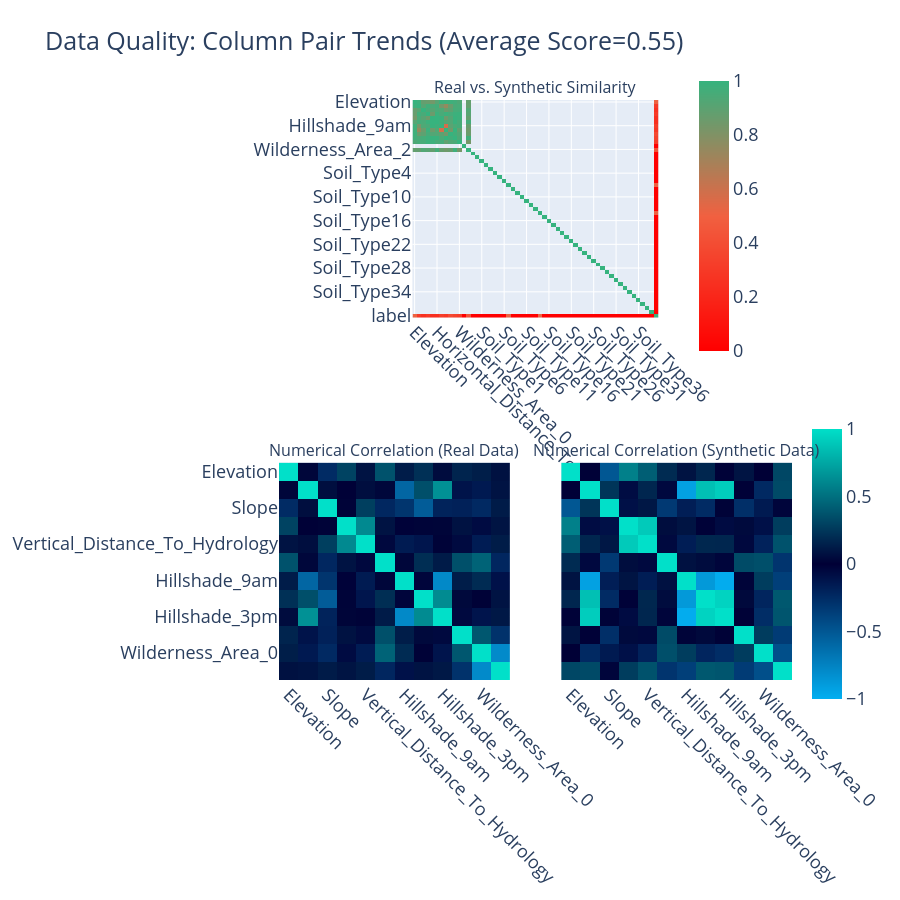 Data Quality: Column Pair Trends (Average Score=0.55)
Real vs. Synthetic Similarity
Elevation
Hillshade_9am
Wilderness_Area_2
Soil_Type4
Soil_Type10
Soil_Type16
Soil_Type22
Soil_Type28
Soil_Type34
label
Elevation
Horizontal_Distance_To
Wilderness_Area_0
Soil_Type1
Soil_Type6
Soil_Type11
Soil_Type16
Soil_Type21
Soil_Type26
Soil_Type31
Soil_Type36
1
0.8
0.6
0.4
0.2
0
Numerical Correlation (Real Data)
Elevation
Slope
Vertical_Distance_To_Hydrology
Hillshade_9am
Hillshade_3pm
Wilderness_Area_0
Elevation
Slope
Vertical_Distance_To_Hydrology
Hillshade_9am
Hillshade_3pm
Wilderness_Area_0
Numerical Correlation (Synthetic Data)
Elevation
Slope
Vertical_Distance_To_Hydrology
Hillshade_9am
Hillshade_3pm
Wilderness_Area_0
1
0.5
0
−0.5
−1